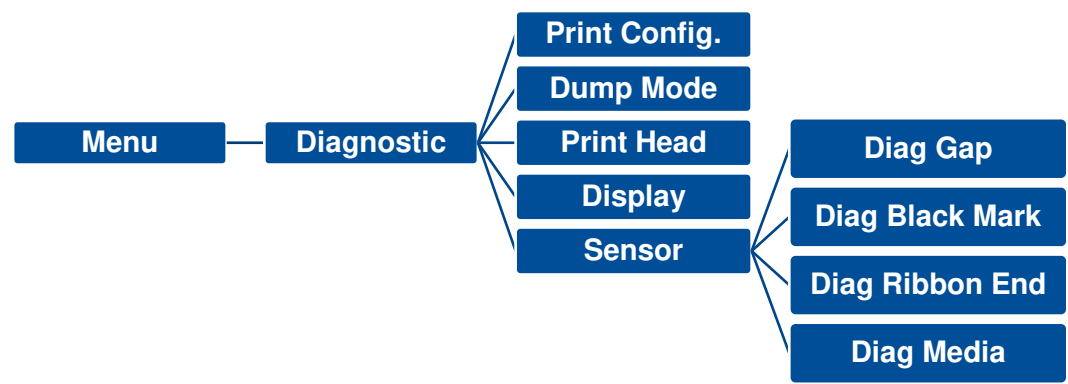 Menu
Diagnostic
Print Config.
Dump Mode
Print Head
Display
Sensor
Diag Gap
Diag Black Mark
Diag Ribbon End
Diag Media